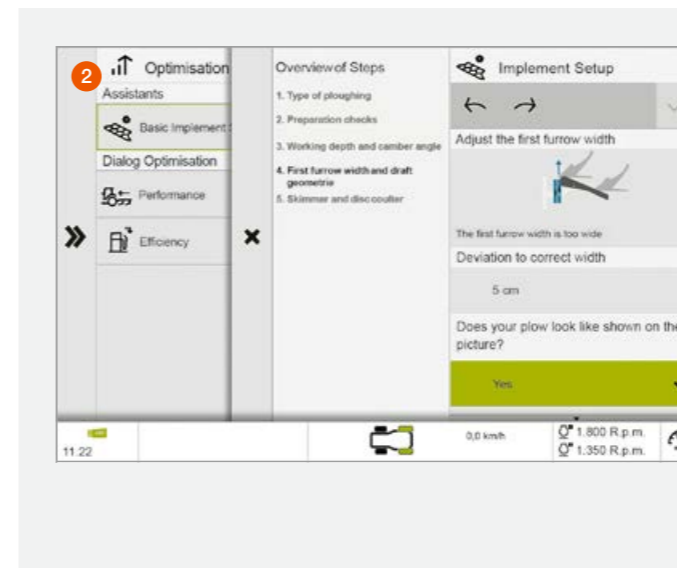 2
Optimisation
Assistants
Basic Implement
Dialog Optimisation
Performance
Efficiency
Overview of Steps
1. Type of ploughing
2. Preparation checks
3. Working depth and camber angle
4. First furrow width and draft
geometrie
5. Skimmer and disc coulter
Implement Setup
Adjust the first furrow width
The first furrow width is too wide
Deviation to correct width
5 cm
Does your plow look like shown on the
picture?
Yes
11.22
0,0 km/h
1.800 R.p.m.
1.350 R.p.m.